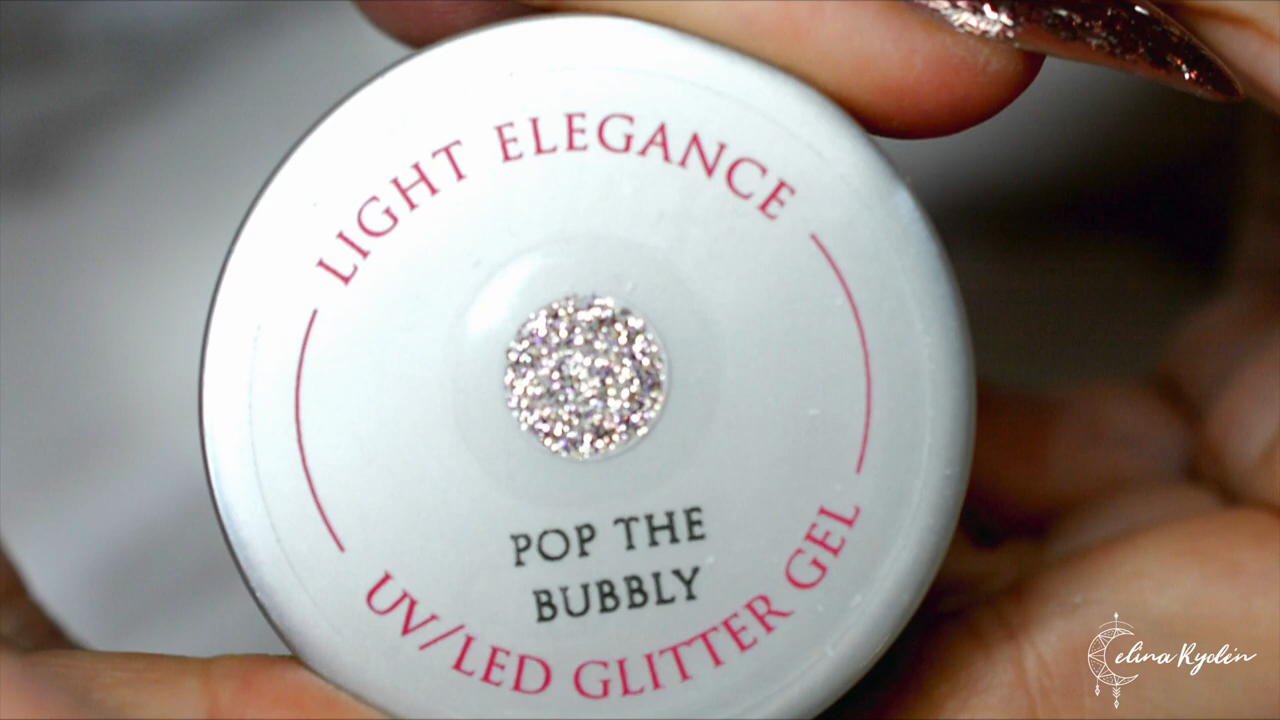 LIGHT ELEGANCE
POP THE
BUBBLY
UV/LED GLITTER GEL
Celina Rydén